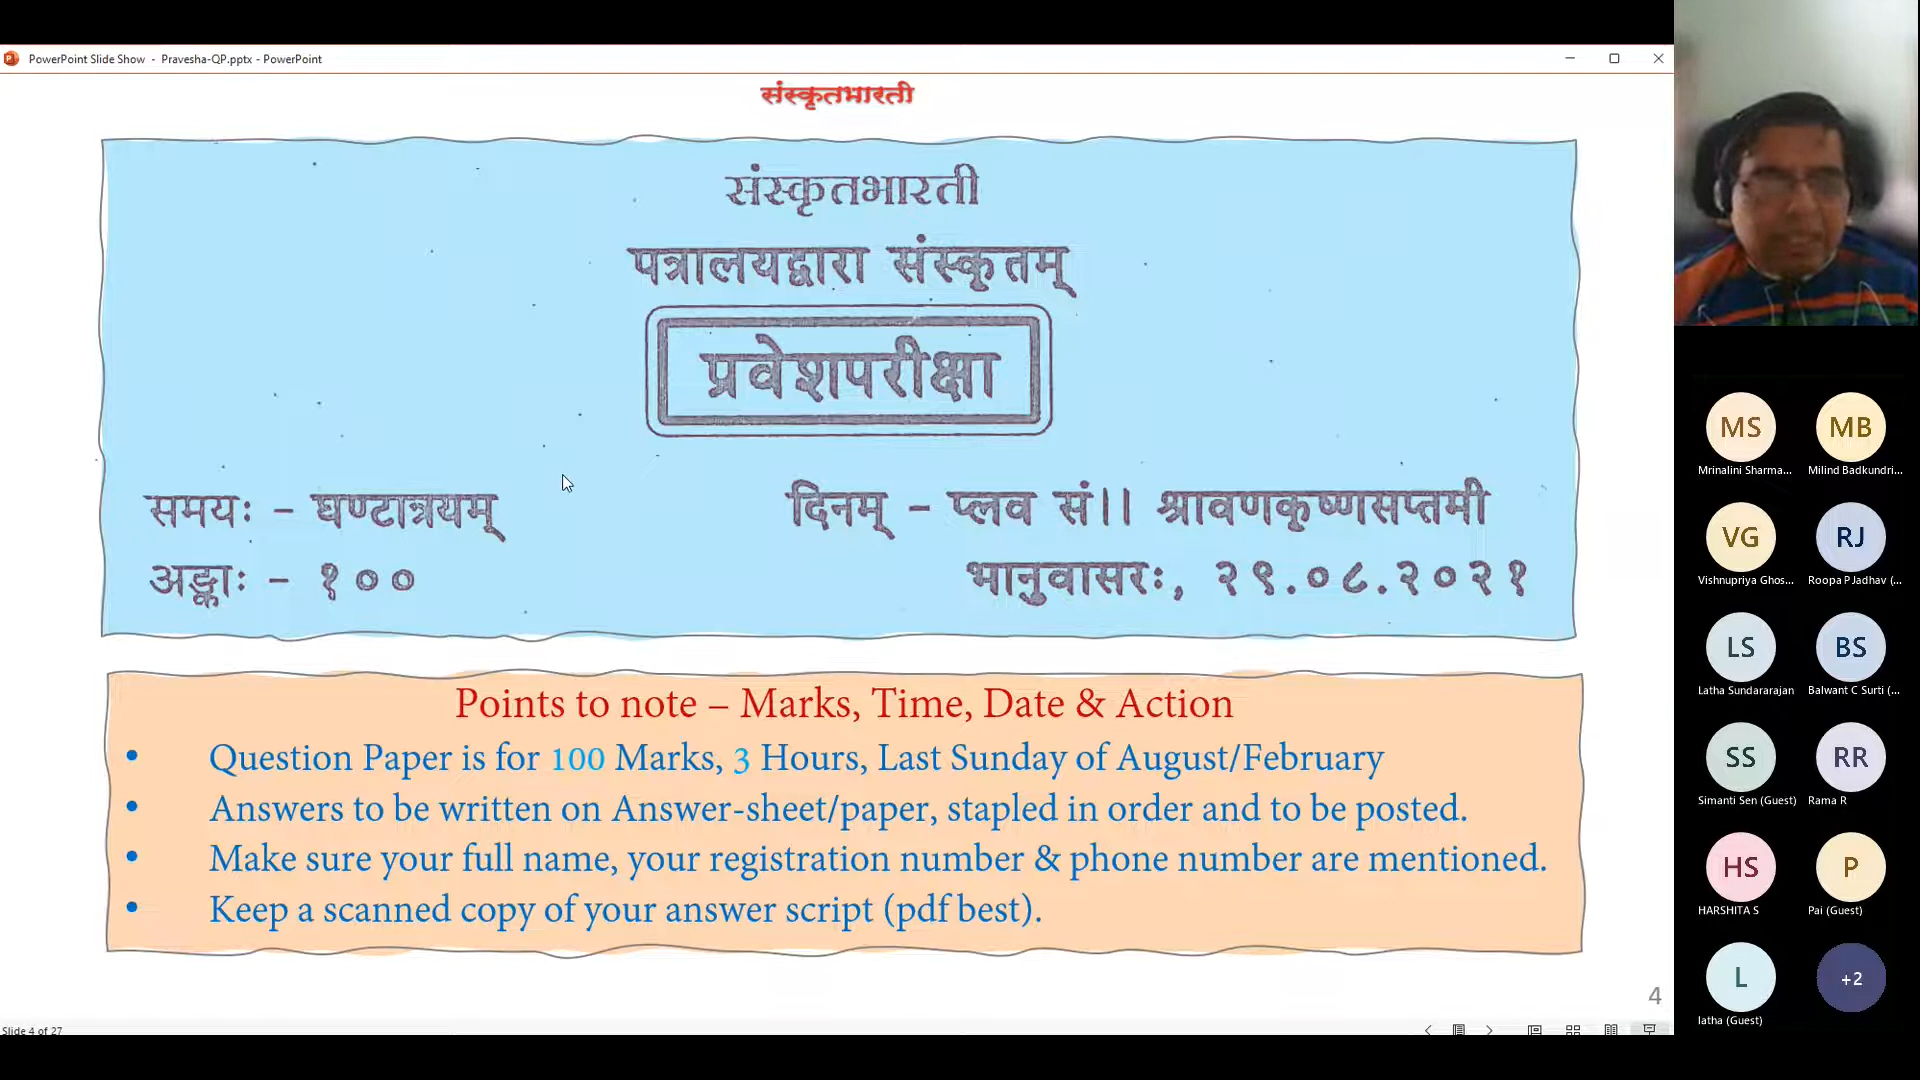 PowerPoint Slide Show - Pravesha-QP.pptx - PowerPoint
संस्कृतभारती
संस्कृतभारती
पत्रालयद्वारा संस्कृतम्
प्रवेशपरीक्षा
समयः - घण्टात्रयम्
दिनम् - प्लव सं।। श्रावणकृष्णसप्तमी
अङ्काः - १००
भानुवासरः, २९.०८.२०२१
Points to note – Marks, Time, Date & Action
• Question Paper is for 100 Marks, 3 Hours, Last Sunday of August/February
• Answers to be written on Answer-sheet/paper, stapled in order and to be posted.
• Make sure your full name, your registration number & phone number are mentioned.
• Keep a scanned copy of your answer script (pdf best).
4
Slide 4 of 27
MS
MB
Mrinalini Sharma...
Milind Badkundri...
VG
RJ
Vishnupriya Ghos...
Roopa P Jadhav (...
LS
BS
Latha Sundararajan
Balwant C Surti (...
SS
RR
Simanti Sen (Guest)
Rama R
HS
P
HARSHITA S
Pai (Guest)
L
+2
latha (Guest)